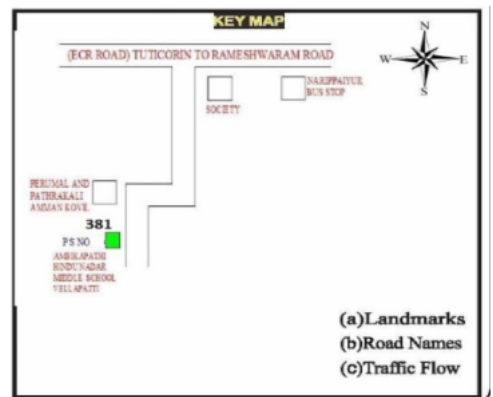 KEY MAP
N
W E
S
(ECR ROAD) TUTICORIN TO RAMESHWARAM ROAD
SOCIETY
NARIPPAIYUR
BUS STOP
PERUMAL AND
PATHRAKALI
AMMAN KOVIL
381
PS NO
AMBIKAPATHI
HINDU NADAR
MIDDLE SCHOOL
VELLAPATTI
(a)Landmarks
(b)Road Names
(c)Traffic Flow